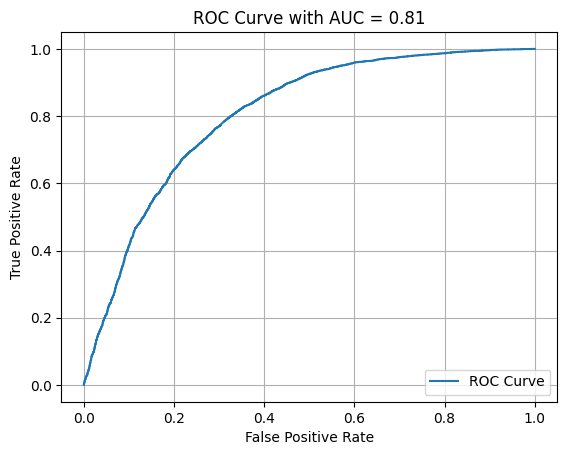 ROC Curve with AUC = 0.81
1.0
0.8
0.6
0.4
0.2
0.0
True Positive Rate
ROC Curve
0.0 0.2 0.4 0.6 0.8 1.0
False Positive Rate